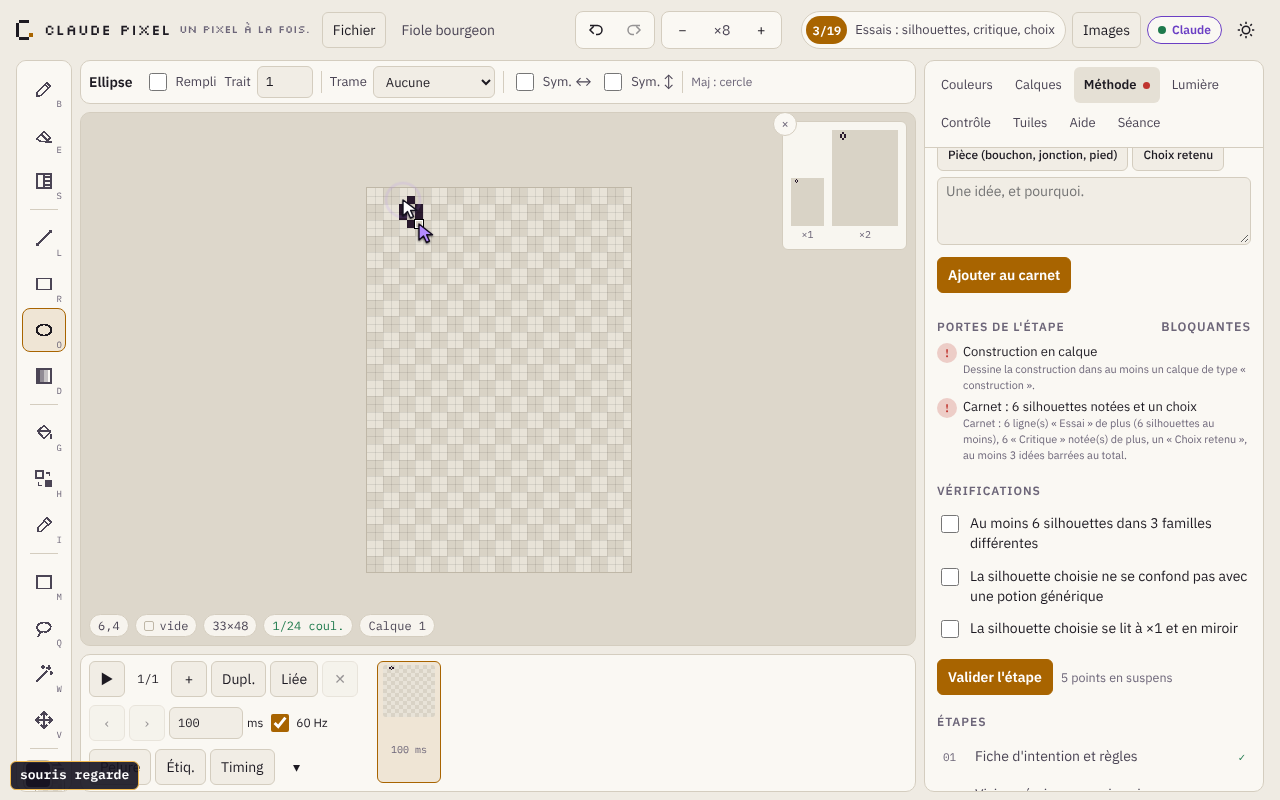 CLAUDE PIXEL UN PIXEL À LA FOIS. Fichier Fiole bourgeon − ×8 + 3/19 Essais : silhouettes, critique, choix Images Claude
Ellipse Rempli Trait 1 Trame Aucune Sym. ↔ Sym. ↕ Maj : cercle
B
E
S
L
R
O
D
G
H
I
M
Q
W
V
×
×1 ×2
6,4 vide 33×48 1/24 coul. Calque 1
1/1 + Dupl. Liée ×
‹ › 100 ms 60 Hz
Étiq. Timing ▼
100 ms
souris regarde
Couleurs Calques Méthode Lumière
Contrôle Tuiles Aide Séance
Pièce (bouchon, jonction, pied) Choix retenu
Une idée, et pourquoi.
Ajouter au carnet
PORTES DE L'ÉTAPE BLOQUANTES
! Construction en calque
Dessine la construction dans au moins un calque de type «
construction ».
! Carnet : 6 silhouettes notées et un choix
Carnet : 6 ligne(s) « Essai » de plus (6 silhouettes au
moins), 6 « Critique » notée(s) de plus, un « Choix retenu »,
au moins 3 idées barrées au total.
VÉRIFICATIONS
Au moins 6 silhouettes dans 3 familles
différentes
La silhouette choisie ne se confond pas avec
une potion générique
La silhouette choisie se lit à ×1 et en miroir
Valider l'étape 5 points en suspens
ÉTAPES
01 Fiche d'intention et règles ✓